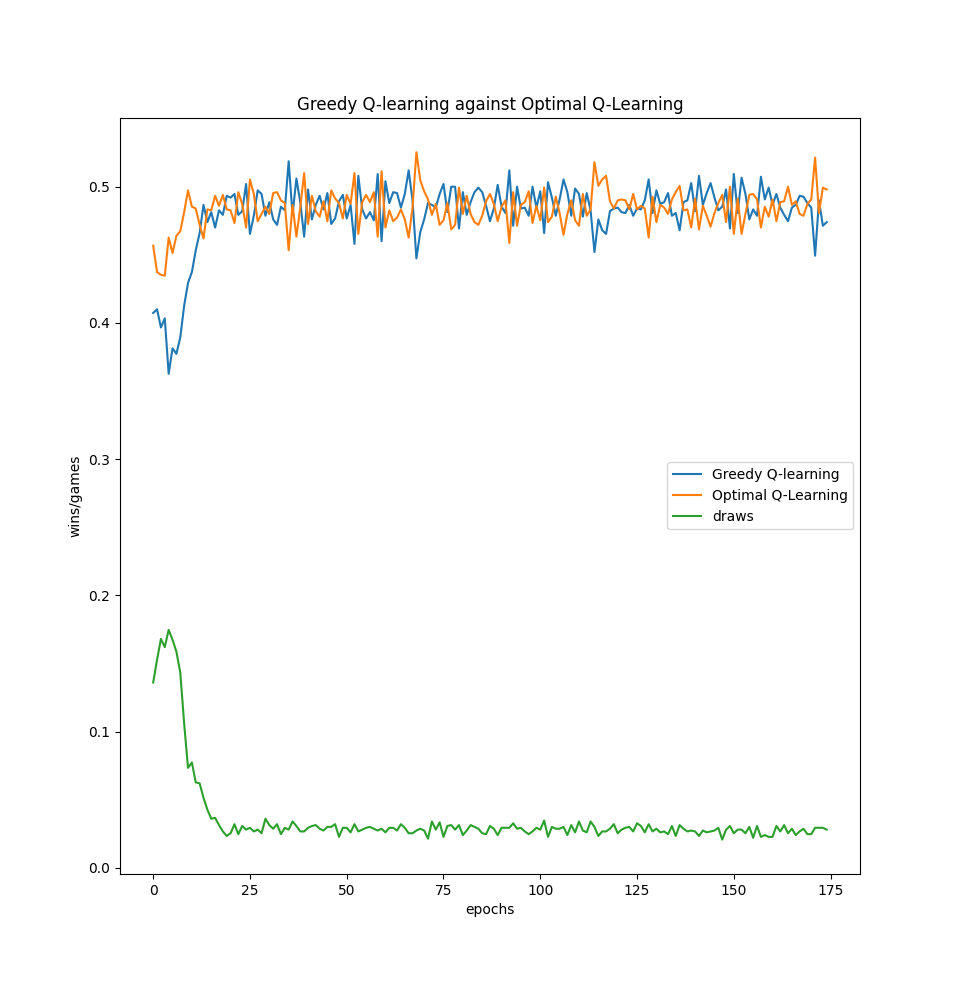 Greedy Q-learning against Optimal Q-Learning
0.5
0.4
0.3
0.2
0.1
0.0
wins/games
Greedy Q-learning
Optimal Q-Learning
draws
0 25 50 75 100 125 150 175
epochs